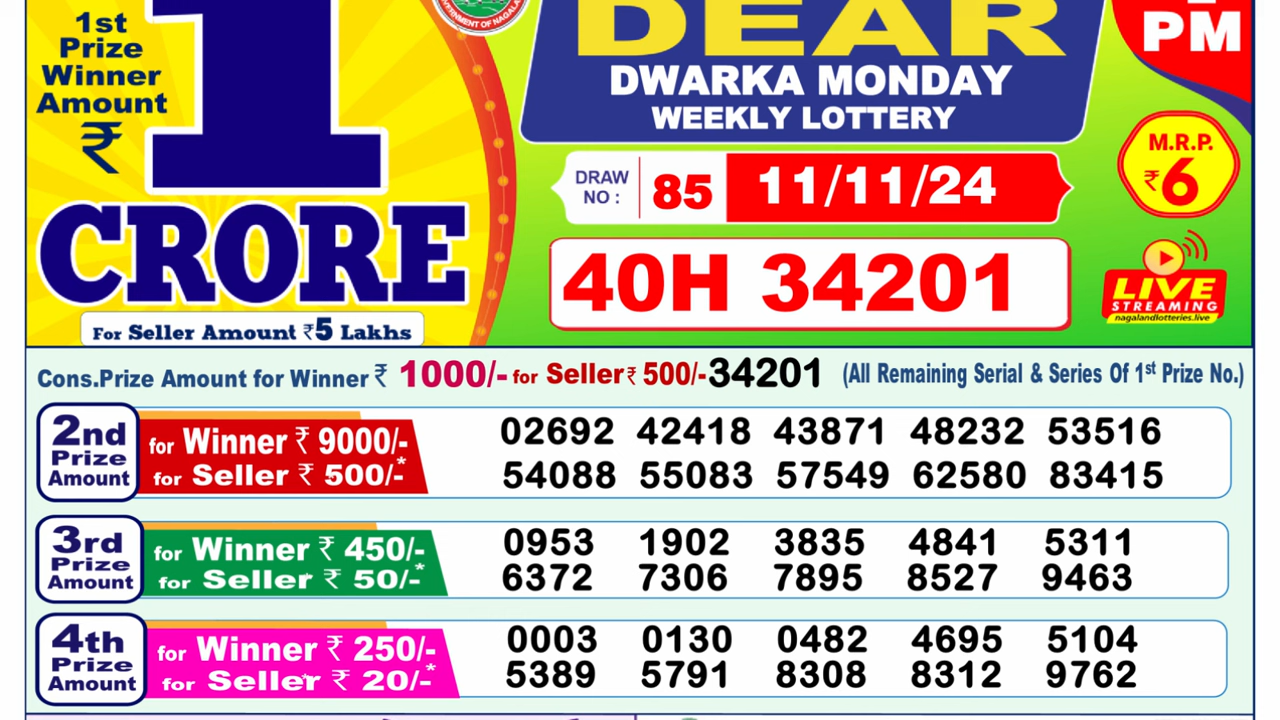 1st
Prize
Winner
Amount
₹
1
CRORE
For Seller Amount ₹5 Lakhs
GOVERNMENT OF NAGALA
DEAR
DWARKA MONDAY
WEEKLY LOTTERY
PM
DRAW
NO :
85
11/11/24
M.R.P.
₹6
40H 34201
LIVE
STREAMING
nagalandlotteries.live
Cons.Prize Amount for Winner ₹ 1000/- for Seller ₹ 500/- 34201 (All Remaining Serial & Series Of 1st Prize No.)
2nd
Prize
Amount
for Winner ₹ 9000/-
for Seller ₹ 500/-*
02692 42418 43871 48232 53516
54088 55083 57549 62580 83415
3rd
Prize
Amount
for Winner ₹ 450/-
for Seller ₹ 50/-*
0953 1902 3835 4841 5311
6372 7306 7895 8527 9463
4th
Prize
Amount
for Winner ₹ 250/-
for Seller ₹ 20/-*
0003 0130 0482 4695 5104
5389 5791 8308 8312 9762